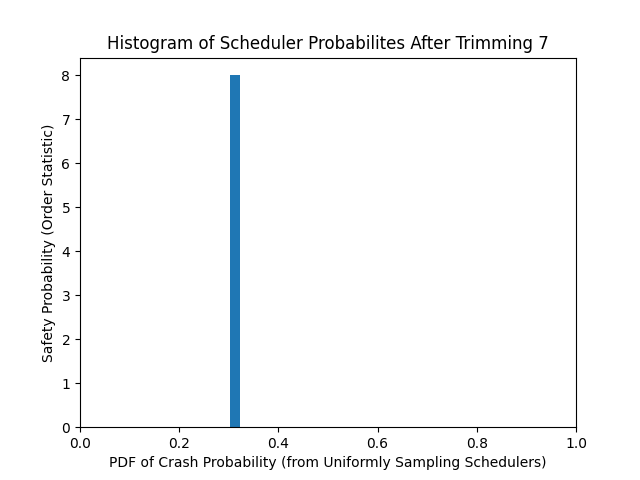 Histogram of Scheduler Probabilites After Trimming 7
Safety Probability (Order Statistic)
8
7
6
5
4
3
2
1
0
0.0 0.2 0.4 0.6 0.8 1.0
PDF of Crash Probability (from Uniformly Sampling Schedulers)